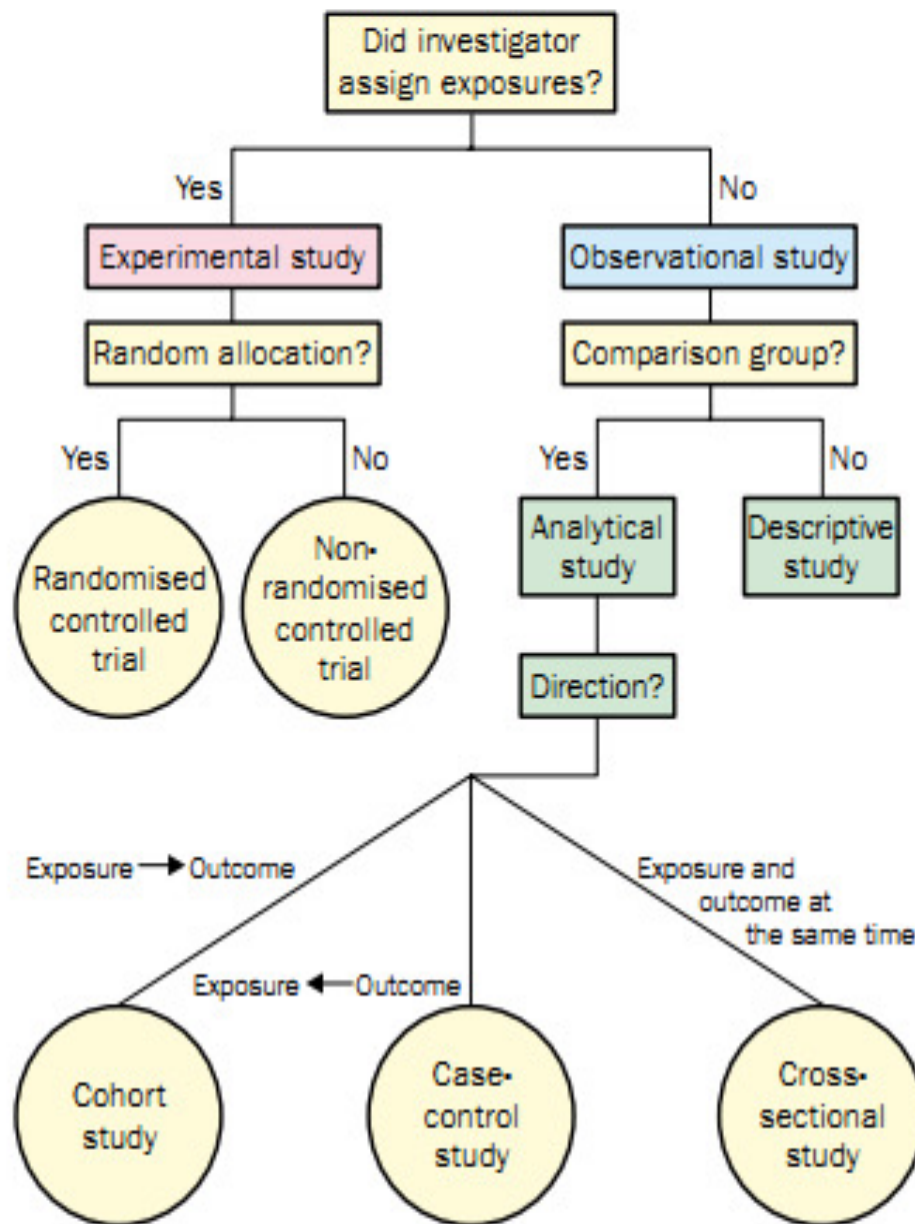 Did investigator
assign exposures?
Yes
No
Experimental study
Observational study
Random allocation?
Comparison group?
Yes
No
Yes
No
Randomised
controlled
trial
Non-
randomised
controlled
trial
Analytical
study
Descriptive
study
Direction?
Exposure → Outcome
Exposure and
outcome at
the same time
Exposure ← Outcome
Cohort
study
Case-
control
study
Cross-
sectional
study